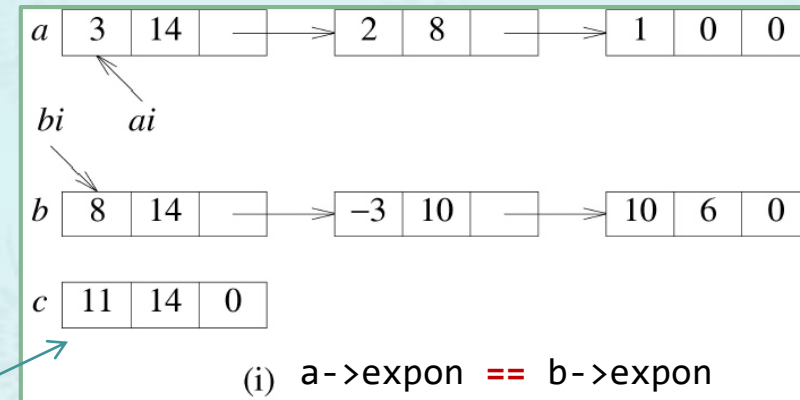 a 3 14 2 8 1 0 0
bi ai
b 8 14 −3 10 10 6 0
c 11 14 0
(i) a->expon == b->expon